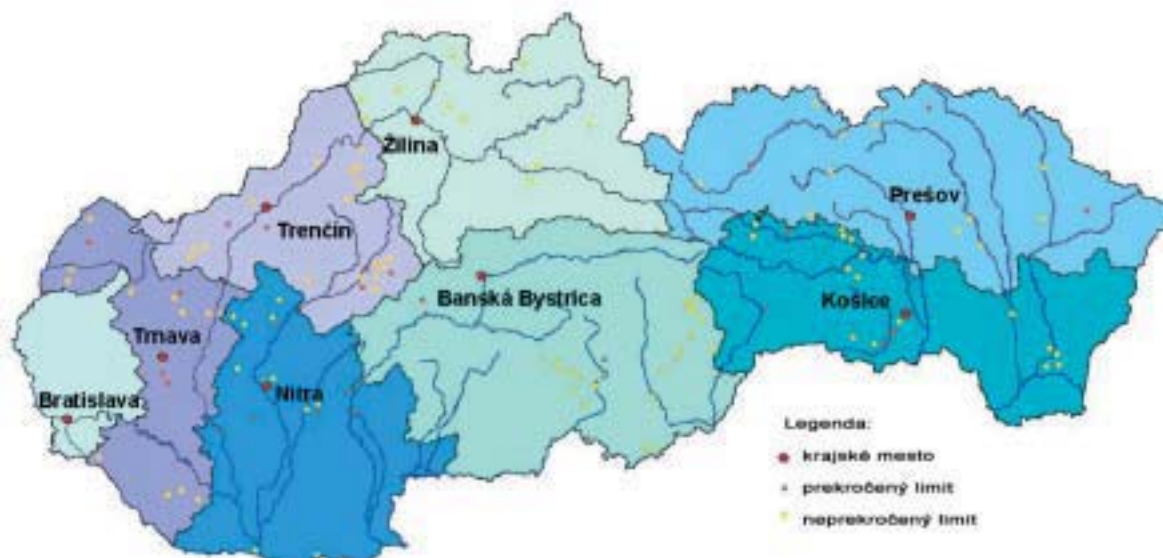 Žilina
Prešov
Trenčín
Banská Bystrica
Košice
Trnava
Nitra
Bratislava
Legenda:
krajské mesto
prekročený limit
neprekročený limit